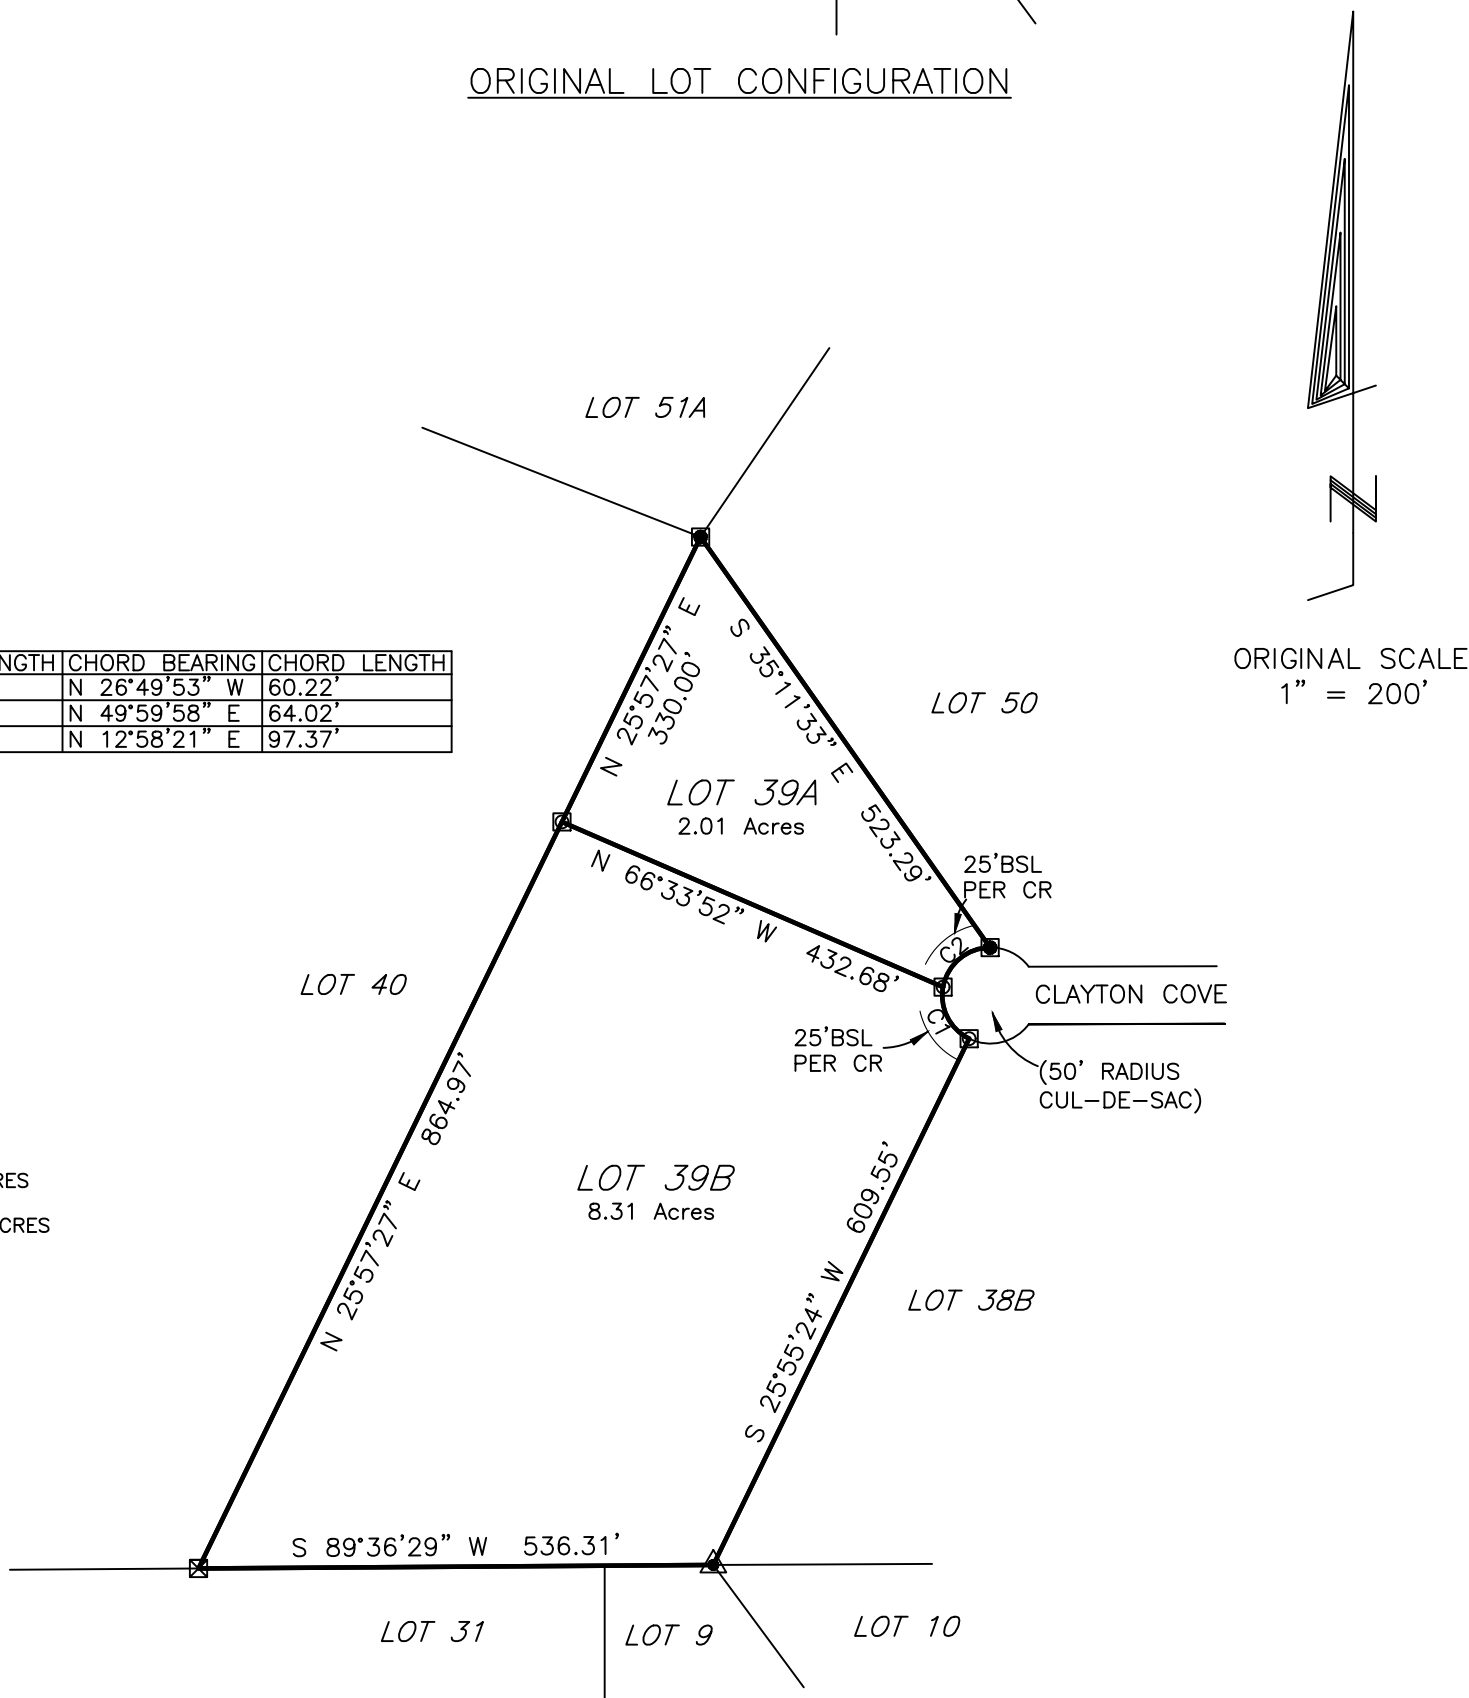 ORIGINAL LOT CONFIGURATION
LOT 51A
N
ORIGINAL SCALE
1" = 200'
CHORD BEARING CHORD LENGTH
N 26°49'53" W 60.22'
N 49°59'58" E 64.02'
N 12°58'21" E 97.37'
N 25°57'27" E
330.00'
S 35°11'33" E 523.29'
LOT 50
LOT 39A
2.01 Acres
N 66°33'52" W 432.68'
25'BSL
PER CR
C2
LOT 40
CLAYTON COVE
C1
25'BSL
PER CR
(50' RADIUS
CUL-DE-SAC)
N 25°57'27" E 864.97'
LOT 39B
8.31 Acres
S 25°55'24" W 609.55'
LOT 38B
S 89°36'29" W 536.31'
LOT 31
LOT 9
LOT 10